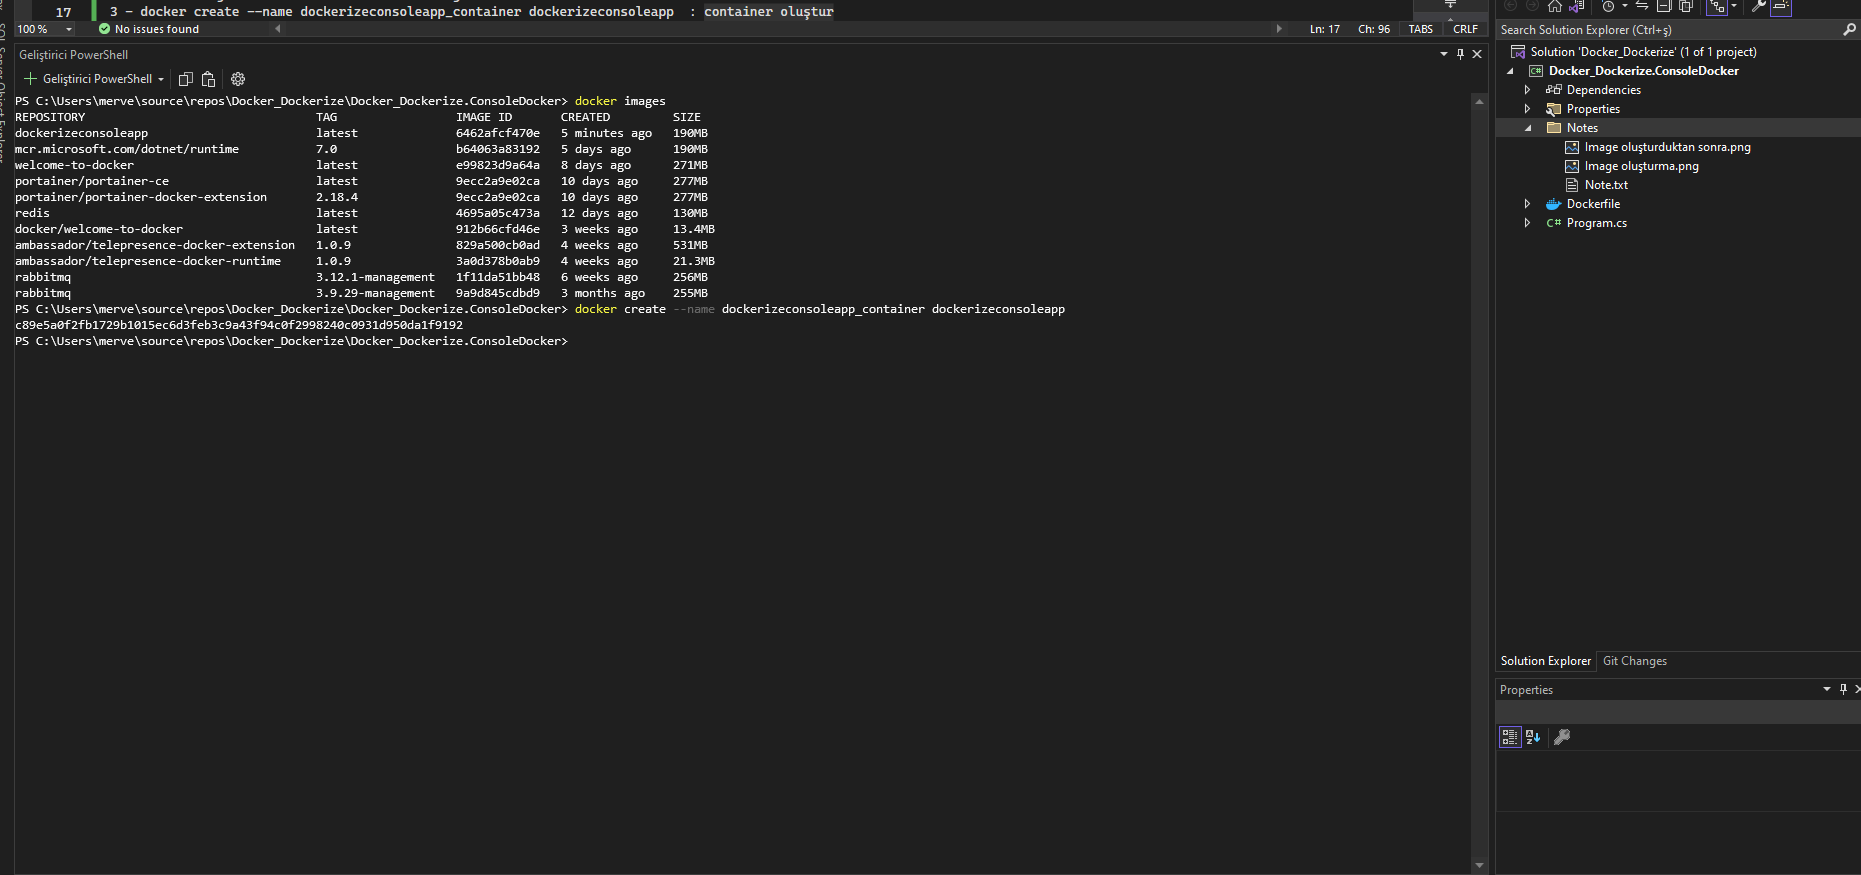 17 3 - docker create --name dockerizeconsoleapp_container dockerizeconsoleapp : container oluştur
100 % No issues found Ln: 17 Ch: 96 TABS CRLF
Geliştirici PowerShell
Geliştirici PowerShell
PS C:\Users\merve\source\repos\Docker_Dockerize\Docker_Dockerize.ConsoleDocker> docker images
REPOSITORY TAG IMAGE ID CREATED SIZE
dockerizeconsoleapp latest 6462afcf470e 5 minutes ago 190MB
mcr.microsoft.com/dotnet/runtime 7.0 b64063a83192 5 days ago 190MB
welcome-to-docker latest e99823d9a64a 8 days ago 271MB
portainer/portainer-ce latest 9ecc2a9e02ca 10 days ago 277MB
portainer/portainer-docker-extension 2.18.4 9ecc2a9e02ca 10 days ago 277MB
redis latest 4695a05c473a 12 days ago 130MB
docker/welcome-to-docker latest 912b66cfd46e 3 weeks ago 13.4MB
ambassador/telepresence-docker-extension 1.0.9 829a500cb0ad 4 weeks ago 531MB
ambassador/telepresence-docker-runtime 1.0.9 3a0d378b0ab9 4 weeks ago 21.3MB
rabbitmq 3.12.1-management 1f11da51bb48 6 weeks ago 256MB
rabbitmq 3.9.29-management 9a9d845cdbd9 3 months ago 255MB
PS C:\Users\merve\source\repos\Docker_Dockerize\Docker_Dockerize.ConsoleDocker> docker create --name dockerizeconsoleapp_container dockerizeconsoleapp
c89e5a0f2fb1729b1015ec6d3feb3c9a43f94c0f2998240c0931d950da1f9192
PS C:\Users\merve\source\repos\Docker_Dockerize\Docker_Dockerize.ConsoleDocker>
Search Solution Explorer (Ctrl+ş)
Solution 'Docker_Dockerize' (1 of 1 project)
Docker_Dockerize.ConsoleDocker
Dependencies
Properties
Notes
Image oluşturduktan sonra.png
Image oluşturma.png
Note.txt
Dockerfile
C# Program.cs
Solution Explorer Git Changes
Properties